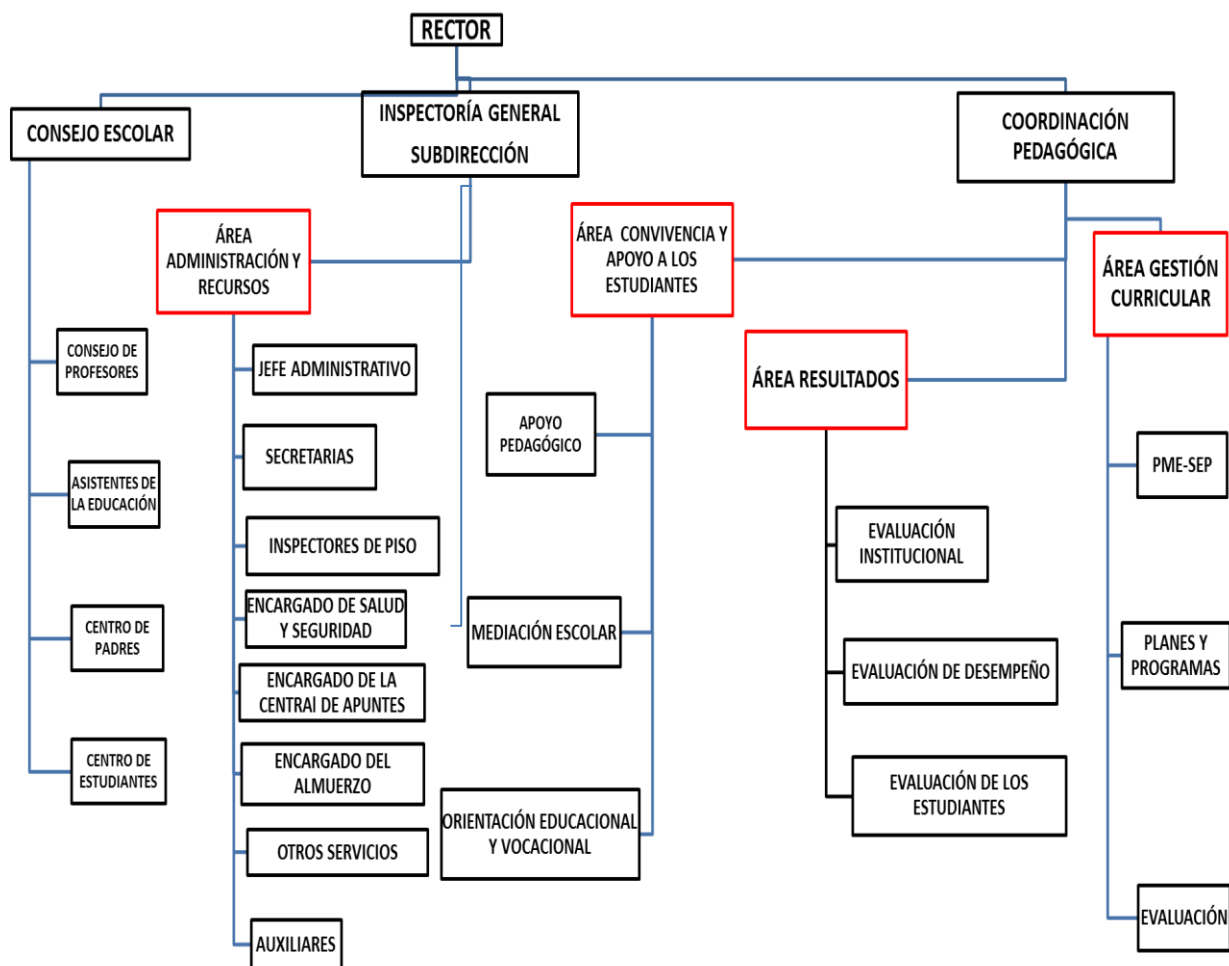 RECTOR
CONSEJO ESCOLAR
INSPECTORÍA GENERAL
SUBDIRECCIÓN
COORDINACIÓN
PEDAGÓGICA
ÁREA
ADMINISTRACIÓN Y
RECURSOS
ÁREA CONVIVENCIA Y
APOYO A LOS
ESTUDIANTES
ÁREA GESTIÓN
CURRICULAR
ÁREA RESULTADOS
CONSEJO DE
PROFESORES
ASISTENTES DE
LA EDUCACIÓN
CENTRO DE
PADRES
CENTRO DE
ESTUDIANTES
JEFE ADMINISTRATIVO
SECRETARIAS
INSPECTORES DE PISO
ENCARGADO DE SALUD
Y SEGURIDAD
ENCARGADO DE LA
CENTRAl DE APUNTES
ENCARGADO DEL
ALMUERZO
OTROS SERVICIOS
AUXILIARES
APOYO
PEDAGÓGICO
MEDIACIÓN ESCOLAR
ORIENTACIÓN EDUCACIONAL
Y VOCACIONAL
EVALUACIÓN
INSTITUCIONAL
EVALUACIÓN DE DESEMPEÑO
EVALUACIÓN DE LOS
ESTUDIANTES
PME-SEP
PLANES Y
PROGRAMAS
EVALUACIÓN